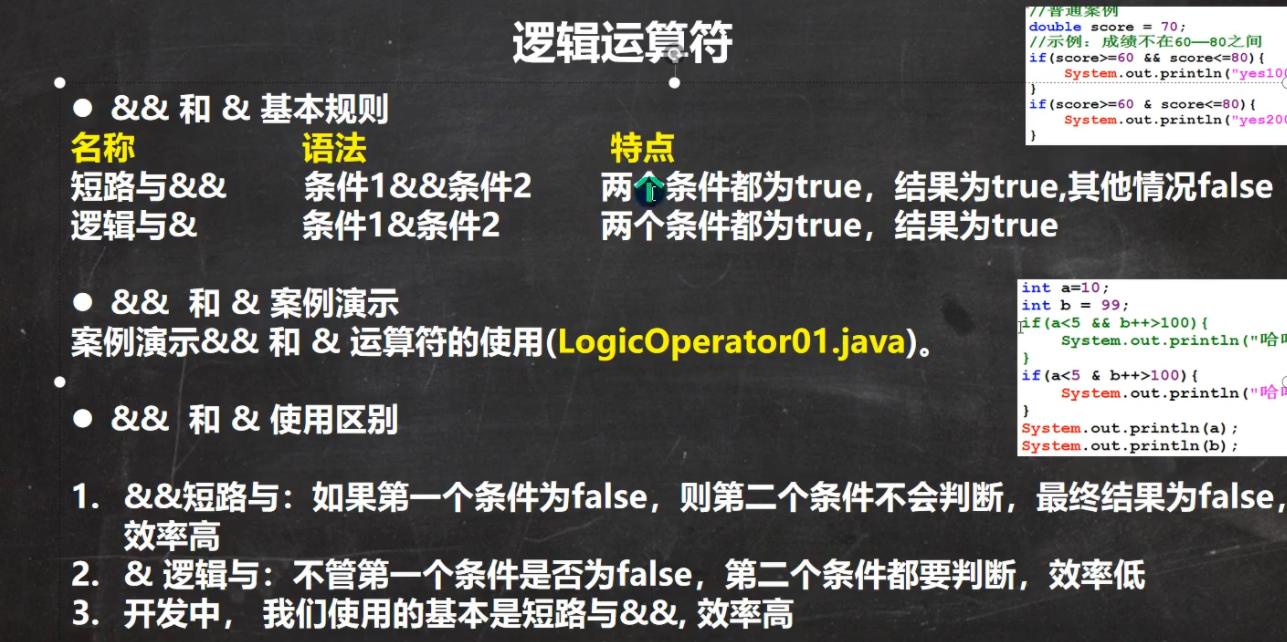 逻辑运算符
//普通案例
double score = 70;
//示例：成绩不在60—80之间
if(score>=60 && score<=80){
System.out.println("yes100
}
if(score>=60 & score<=80){
System.out.println("yes200
}
● && 和 & 基本规则
名称 语法 特点
短路与&& 条件1&&条件2 两个条件都为true，结果为true,其他情况false
逻辑与& 条件1&条件2 两个条件都为true，结果为true
● && 和 & 案例演示
案例演示&& 和 & 运算符的使用(LogicOperator01.java)。
int a=10;
int b = 99;
if(a<5 && b++>100){
System.out.println("哈
}
if(a<5 & b++>100){
System.out.println("哈
}
System.out.println(a);
System.out.println(b);
● && 和 & 使用区别
1. &&短路与：如果第一个条件为false，则第二个条件不会判断，最终结果为false,
效率高
2. & 逻辑与：不管第一个条件是否为false，第二个条件都要判断，效率低
3. 开发中， 我们使用的基本是短路与&&, 效率高